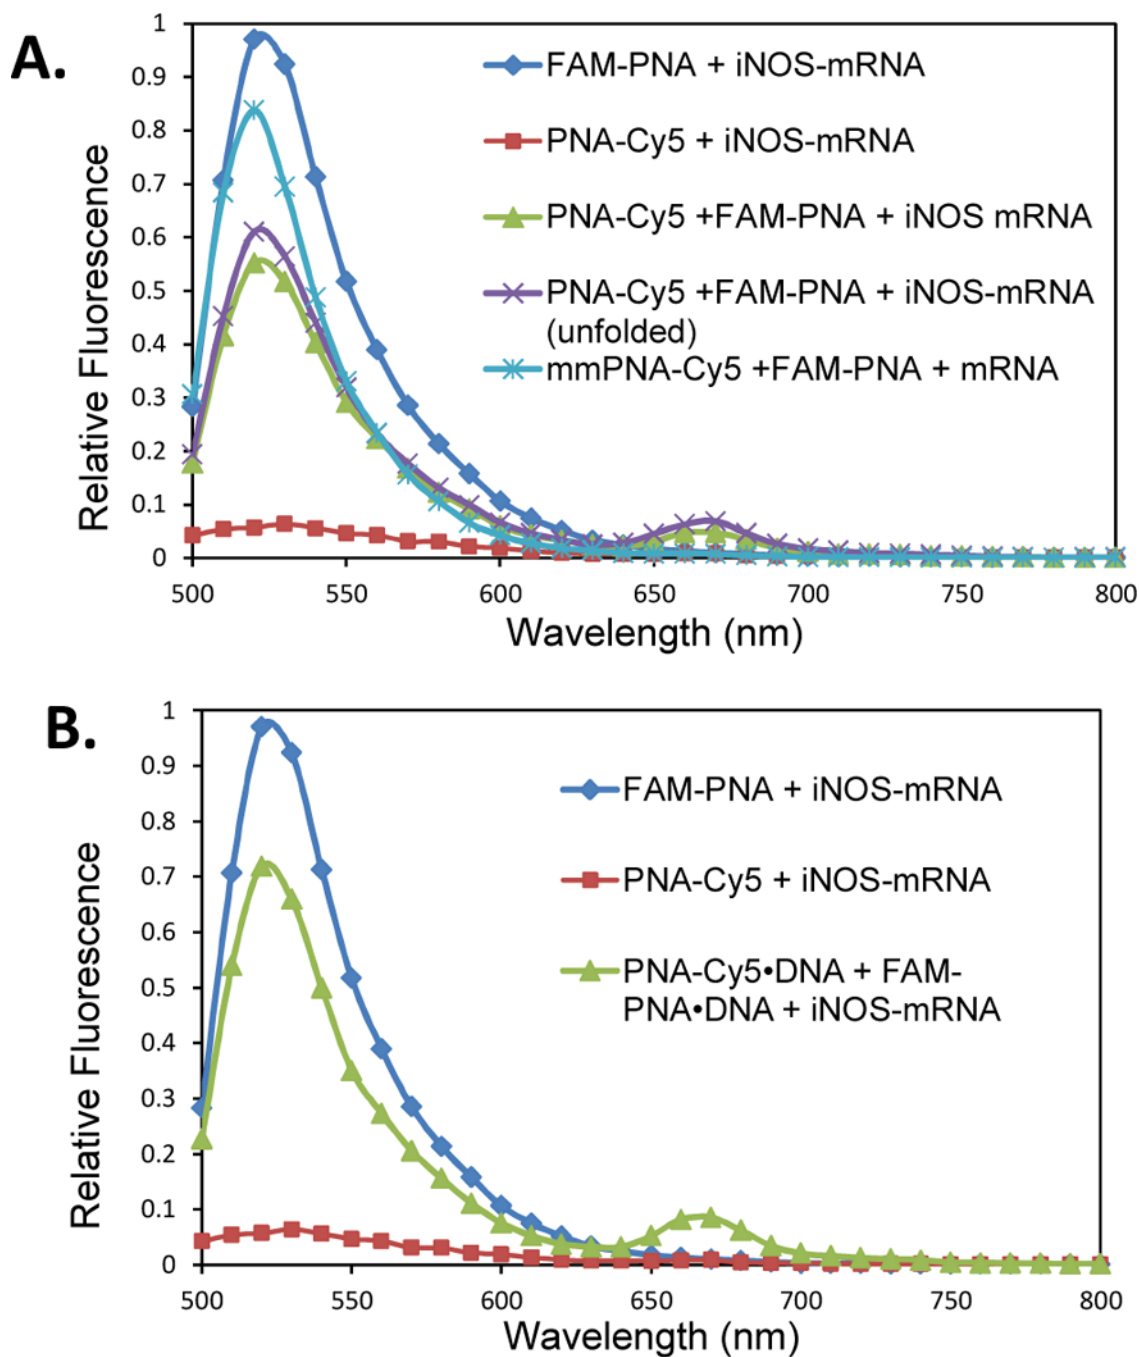 A.
1
0.9
0.8
0.7
0.6
0.5
0.4
0.3
0.2
0.1
0
Relative Fluorescence
FAM-PNA + iNOS-mRNA
PNA-Cy5 + iNOS-mRNA
PNA-Cy5 +FAM-PNA + iNOS mRNA
PNA-Cy5 +FAM-PNA + iNOS-mRNA
(unfolded)
mmPNA-Cy5 +FAM-PNA + mRNA
500 550 600 650 700 750 800
Wavelength (nm)
B.
1
0.9
0.8
0.7
0.6
0.5
0.4
0.3
0.2
0.1
0
Relative Fluorescence
FAM-PNA + iNOS-mRNA
PNA-Cy5 + iNOS-mRNA
PNA-Cy5•DNA + FAM-
PNA•DNA + iNOS-mRNA
500 550 600 650 700 750 800
Wavelength (nm)